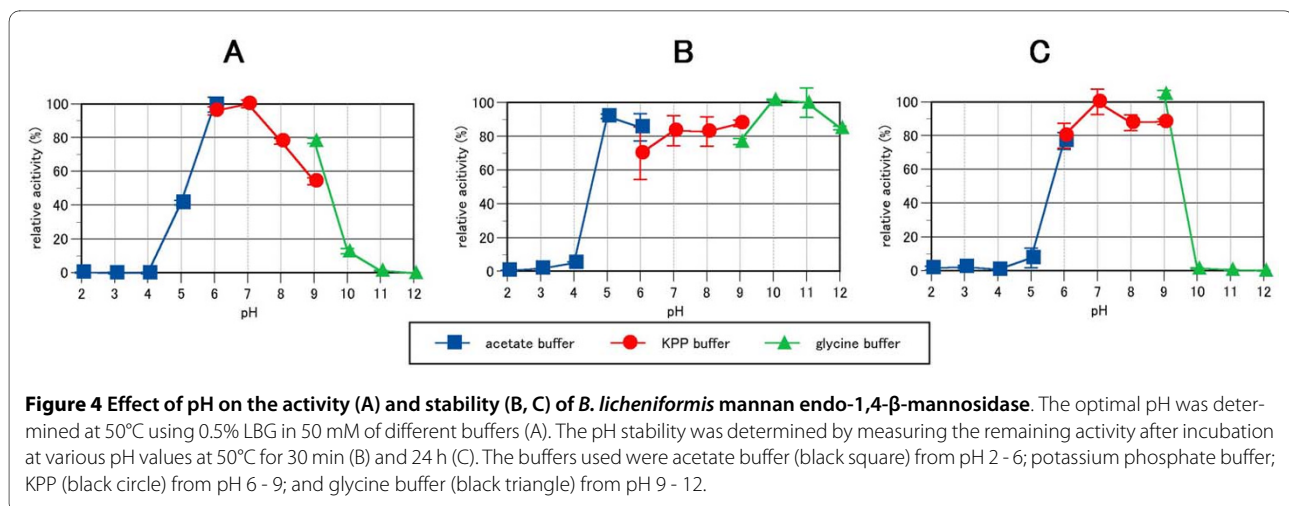 A B C
relative acitivity (%)
100
80
60
40
20
0
2 3 4 5 6 7 8 9 10 11 12
pH
relative acitivity (%)
100
80
60
40
20
0
2 3 4 5 6 7 8 9 10 11 12
pH
relative acitivity (%)
100
80
60
40
20
0
2 3 4 5 6 7 8 9 10 11 12
pH
acetate buffer KPP buffer glycine buffer
Figure 4 Effect of pH on the activity (A) and stability (B, C) of B. licheniformis mannan endo-1,4-β-mannosidase. The optimal pH was deter-
mined at 50°C using 0.5% LBG in 50 mM of different buffers (A). The pH stability was determined by measuring the remaining activity after incubation
at various pH values at 50°C for 30 min (B) and 24 h (C). The buffers used were acetate buffer (black square) from pH 2 - 6; potassium phosphate buffer;
KPP (black circle) from pH 6 - 9; and glycine buffer (black triangle) from pH 9 - 12.